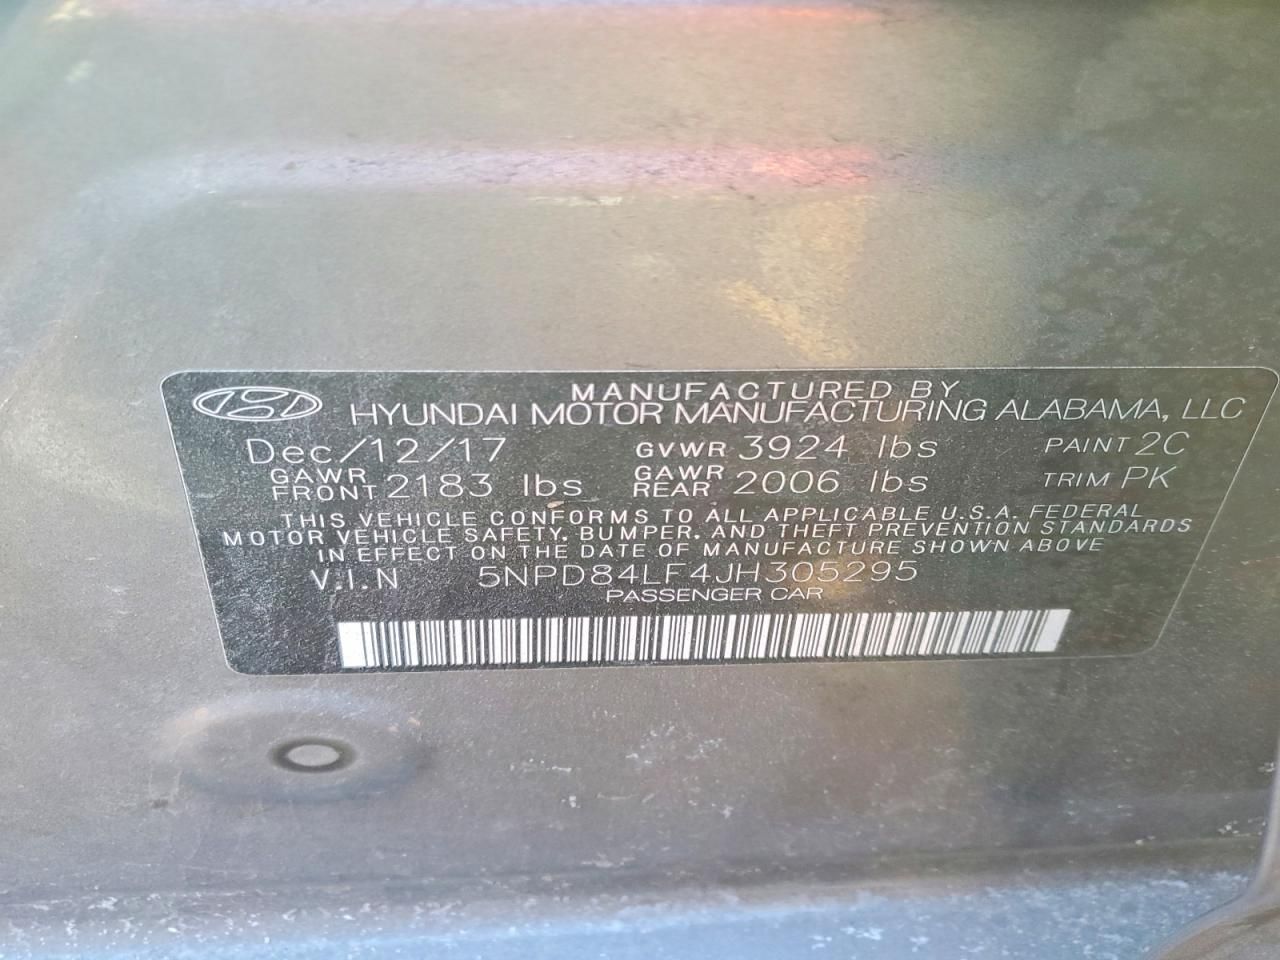 MANUFACTURED BY
HYUNDAI MOTOR MANUFACTURING ALABAMA, LLC
Dec/12/17 GVWR 3924 lbs PAINT 2C
GAWR FRONT 2183 lbs GAWR REAR 2006 lbs TRIM PK
THIS VEHICLE CONFORMS TO ALL APPLICABLE U.S.A. FEDERAL
MOTOR VEHICLE SAFETY, BUMPER, AND THEFT PREVENTION STANDARDS
IN EFFECT ON THE DATE OF MANUFACTURE SHOWN ABOVE
V.I.N 5NPD84LF4JH305295
PASSENGER CAR